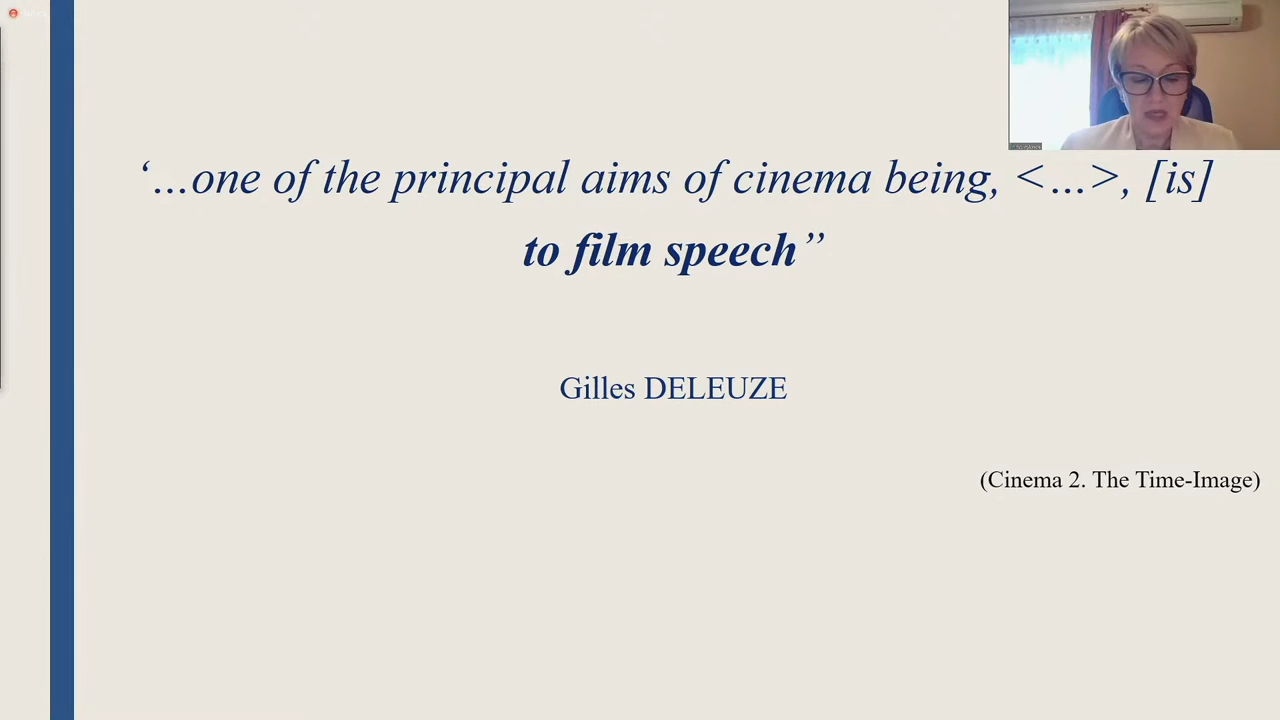 ‘…one of the principal aims of cinema being, <…>, [is]
to film speech”
Gilles DELEUZE
(Cinema 2. The Time-Image)